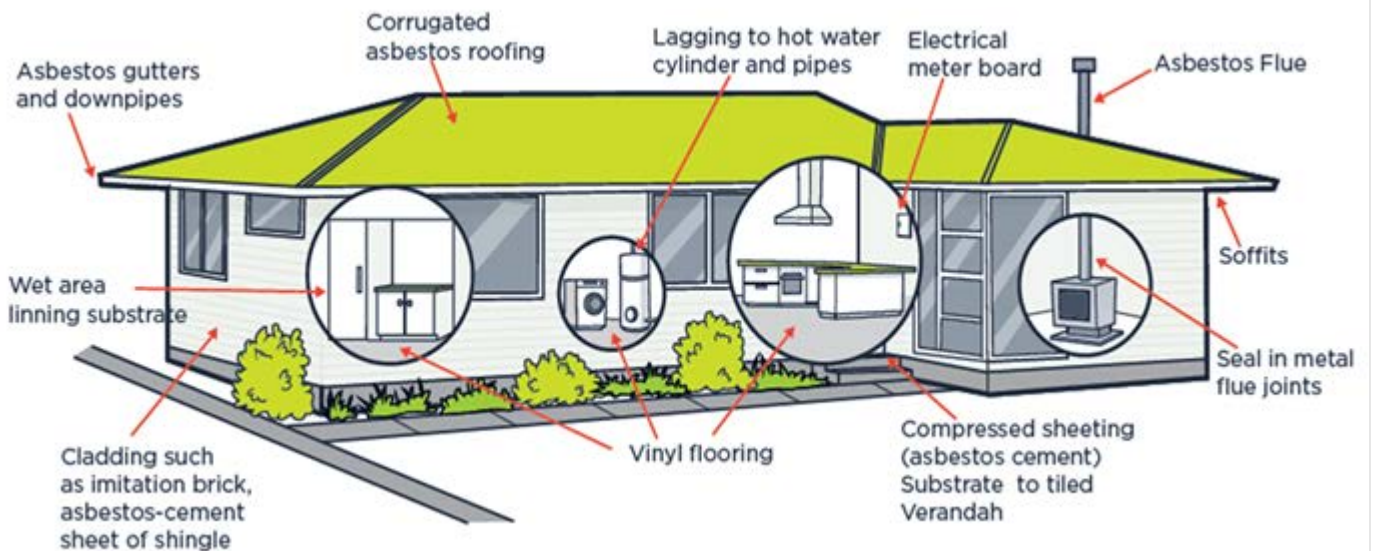 Corrugated
asbestos roofing
Lagging to hot water
cylinder and pipes
Electrical
meter board
Asbestos Flue
Asbestos gutters
and downpipes
Soffits
Wet area
linning substrate
Seal in metal
flue joints
Vinyl flooring
Compressed sheeting
(asbestos cement)
Substrate to tiled
Verandah
Cladding such
as imitation brick,
asbestos-cement
sheet of shingle